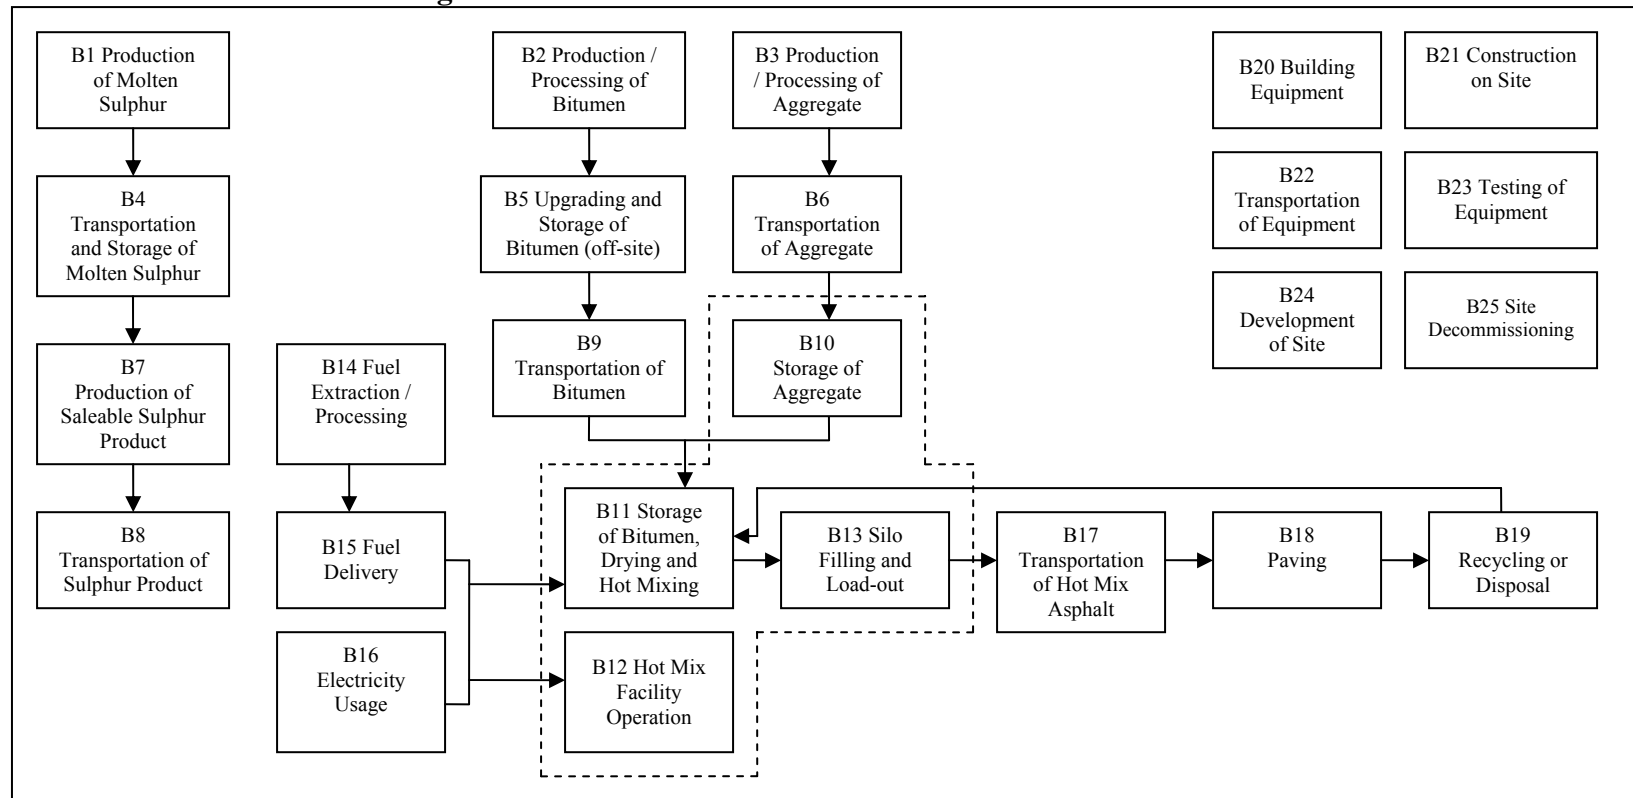 B1 Production
of Molten
Sulphur
B2 Production /
Processing of
Bitumen
B3 Production
/ Processing of
Aggregate
B20 Building
Equipment
B21 Construction
on Site
B4
Transportation
and Storage of
Molten Sulphur
B5 Upgrading and
Storage of
Bitumen (off-site)
B6
Transportation
of Aggregate
B22
Transportation
of Equipment
B23 Testing of
Equipment
B7
Production of
Saleable Sulphur
Product
B14 Fuel
Extraction /
Processing
B9
Transportation of
Bitumen
B10
Storage of
Aggregate
B24
Development
of Site
B25 Site
Decommissioning
B8
Transportation of
Sulphur Product
B15 Fuel
Delivery
B11 Storage
of Bitumen,
Drying and
Hot Mixing
B13 Silo
Filling and
Load-out
B17
Transportation
of Hot Mix
Asphalt
B18
Paving
B19
Recycling or
Disposal
B16
Electricity
Usage
B12 Hot Mix
Facility
Operation